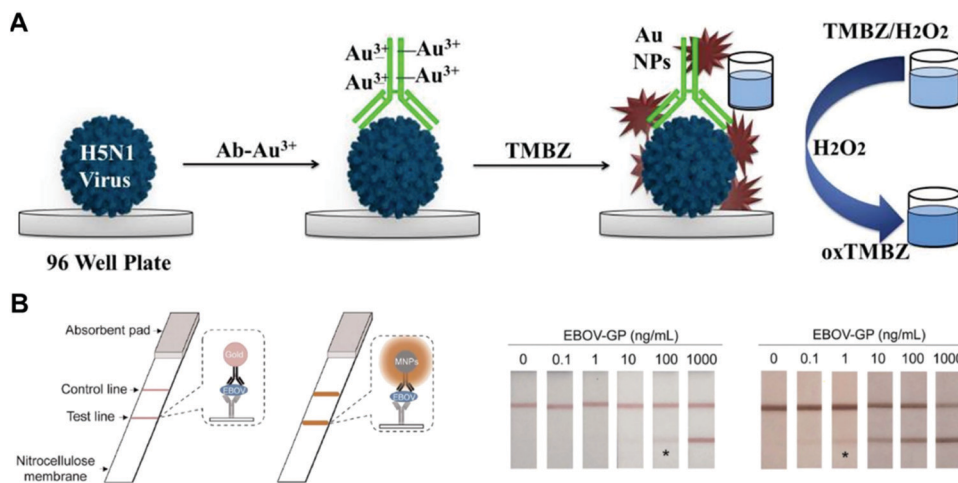 A
H5N1
Virus
96 Well Plate
Ab-Au³⁺
Au³⁺ Au³⁺
Au³⁺ Au³⁺
TMBZ
Au
NPs
TMBZ/H2O2
H2O2
oxTMBZ
B
Absorbent pad
Control line
Test line
Nitrocellulose
membrane
Gold
EBOV
MNPs
EBOV
EBOV-GP (ng/mL)
0 0.1 1 10 100 1000
*
EBOV-GP (ng/mL)
0 0.1 1 10 100 1000
*